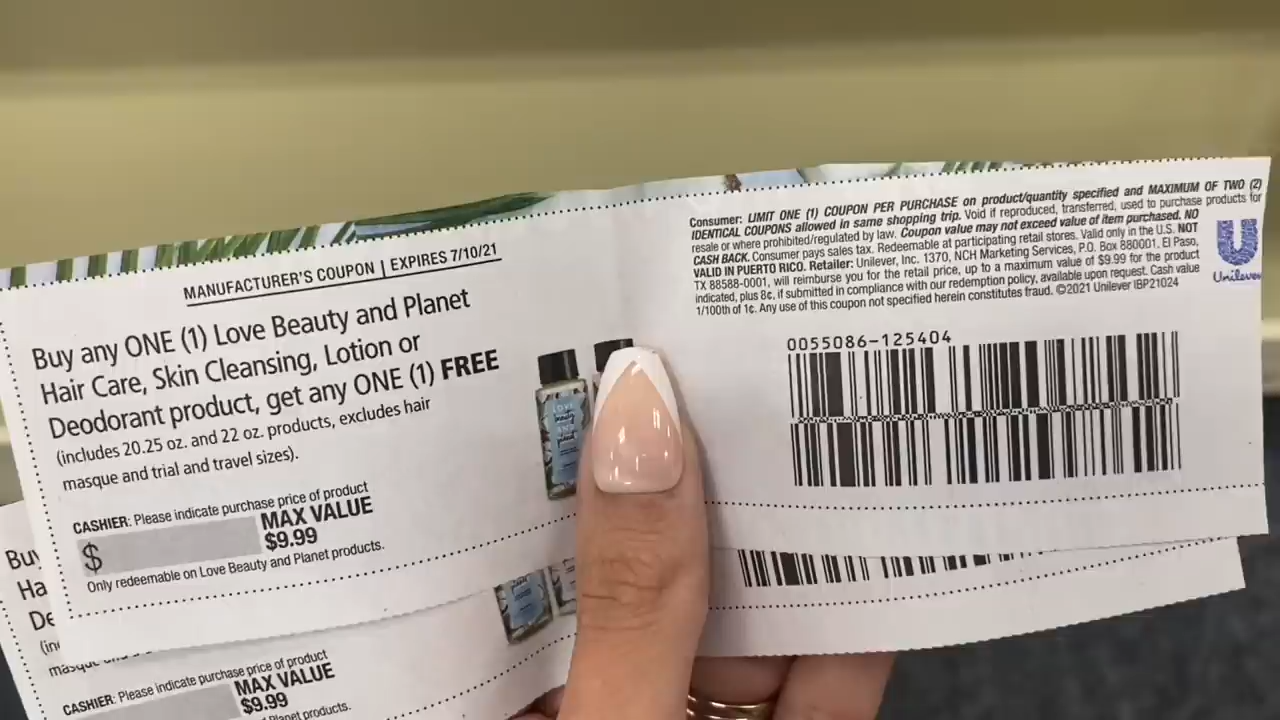 MANUFACTURER'S COUPON | EXPIRES 7/10/21
Buy any ONE (1) Love Beauty and Planet
Hair Care, Skin Cleansing, Lotion or
Deodorant product, get any ONE (1) FREE
(includes 20.25 oz. and 22 oz. products, excludes hair
masque and trial and travel sizes).
CASHIER: Please indicate purchase price of product
$
MAX VALUE
$9.99
Only redeemable on Love Beauty and Planet products.
Consumer: LIMIT ONE (1) COUPON PER PURCHASE on product/quantity specified and MAXIMUM OF TWO (2)
IDENTICAL COUPONS allowed in same shopping trip. Void if reproduced, transferred, used to purchase products for
resale or where prohibited/regulated by law. Coupon value may not exceed value of item purchased. NO
CASH BACK. Consumer pays sales tax. Redeemable at participating retail stores. Valid only in the U.S. NOT
VALID IN PUERTO RICO. Retailer: Unilever, Inc. 1370, NCH Marketing Services, P.O. Box 880001, El Paso,
TX 88588-0001, will reimburse you for the retail price, up to a maximum value of $9.99 for the product
indicated, plus 8¢, if submitted in compliance with our redemption policy, available upon request. Cash value
1/100th of 1¢. Any use of this coupon not specified herein constitutes fraud. ©2021 Unilever IBP21024
Unilever
0055086-125404
LOVE
beauty
AND
planet
Buy
Ha
De
(in
masque
CASHIER: Please indicate purchase price of product
MAX VALUE
$9.99
Planet products.